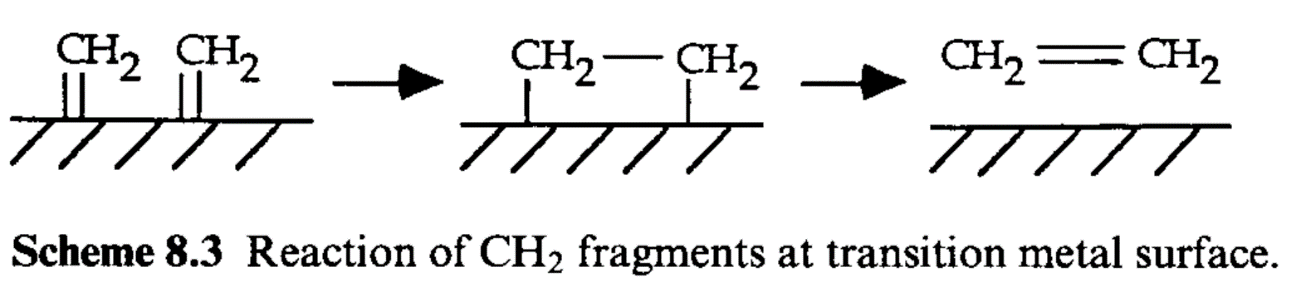 CH₂ CH₂ CH₂ — CH₂ CH₂ = CH₂
Scheme 8.3 Reaction of CH₂ fragments at transition metal surface.